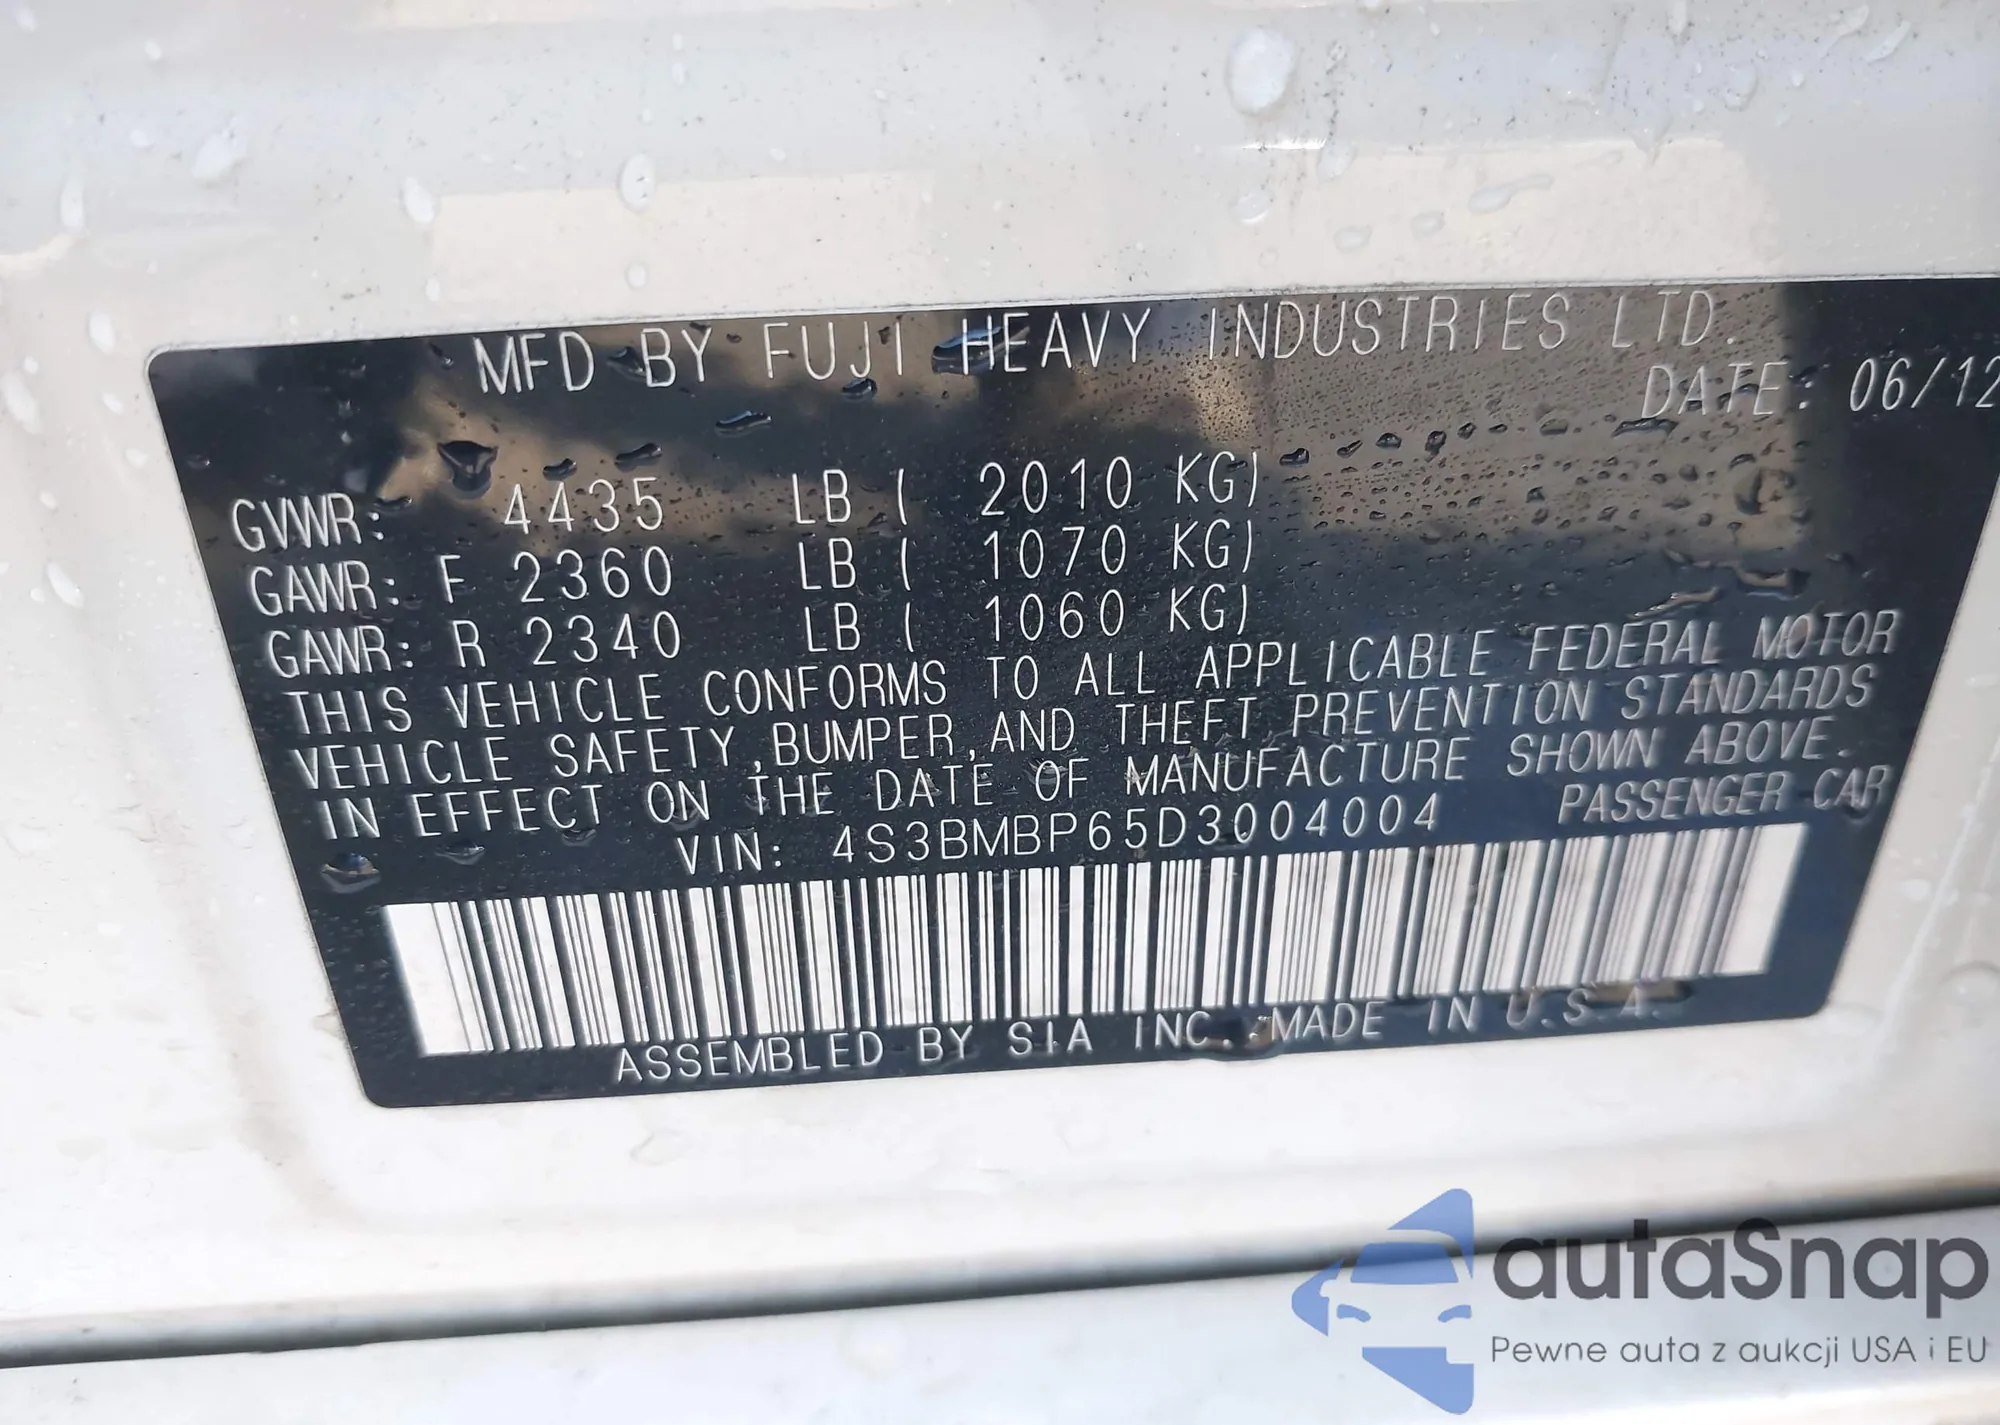 MFD BY FUJI HEAVY INDUSTRIES LTD.
DATE: 06/12
GVWR: 4435 LB ( 2010 KG)
GAWR: F 2360 LB ( 1070 KG)
GAWR: R 2340 LB ( 1060 KG)
THIS VEHICLE CONFORMS TO ALL APPLICABLE FEDERAL MOTOR
VEHICLE SAFETY,BUMPER,AND THEFT PREVENTION STANDARDS
IN EFFECT ON THE DATE OF MANUFACTURE SHOWN ABOVE.
VIN: 4S3BMBP65D3004004 PASSENGER CAR
ASSEMBLED BY SIA INC. MADE IN U.S.A.
autaSnap
Pewne auta z aukcji USA i EU